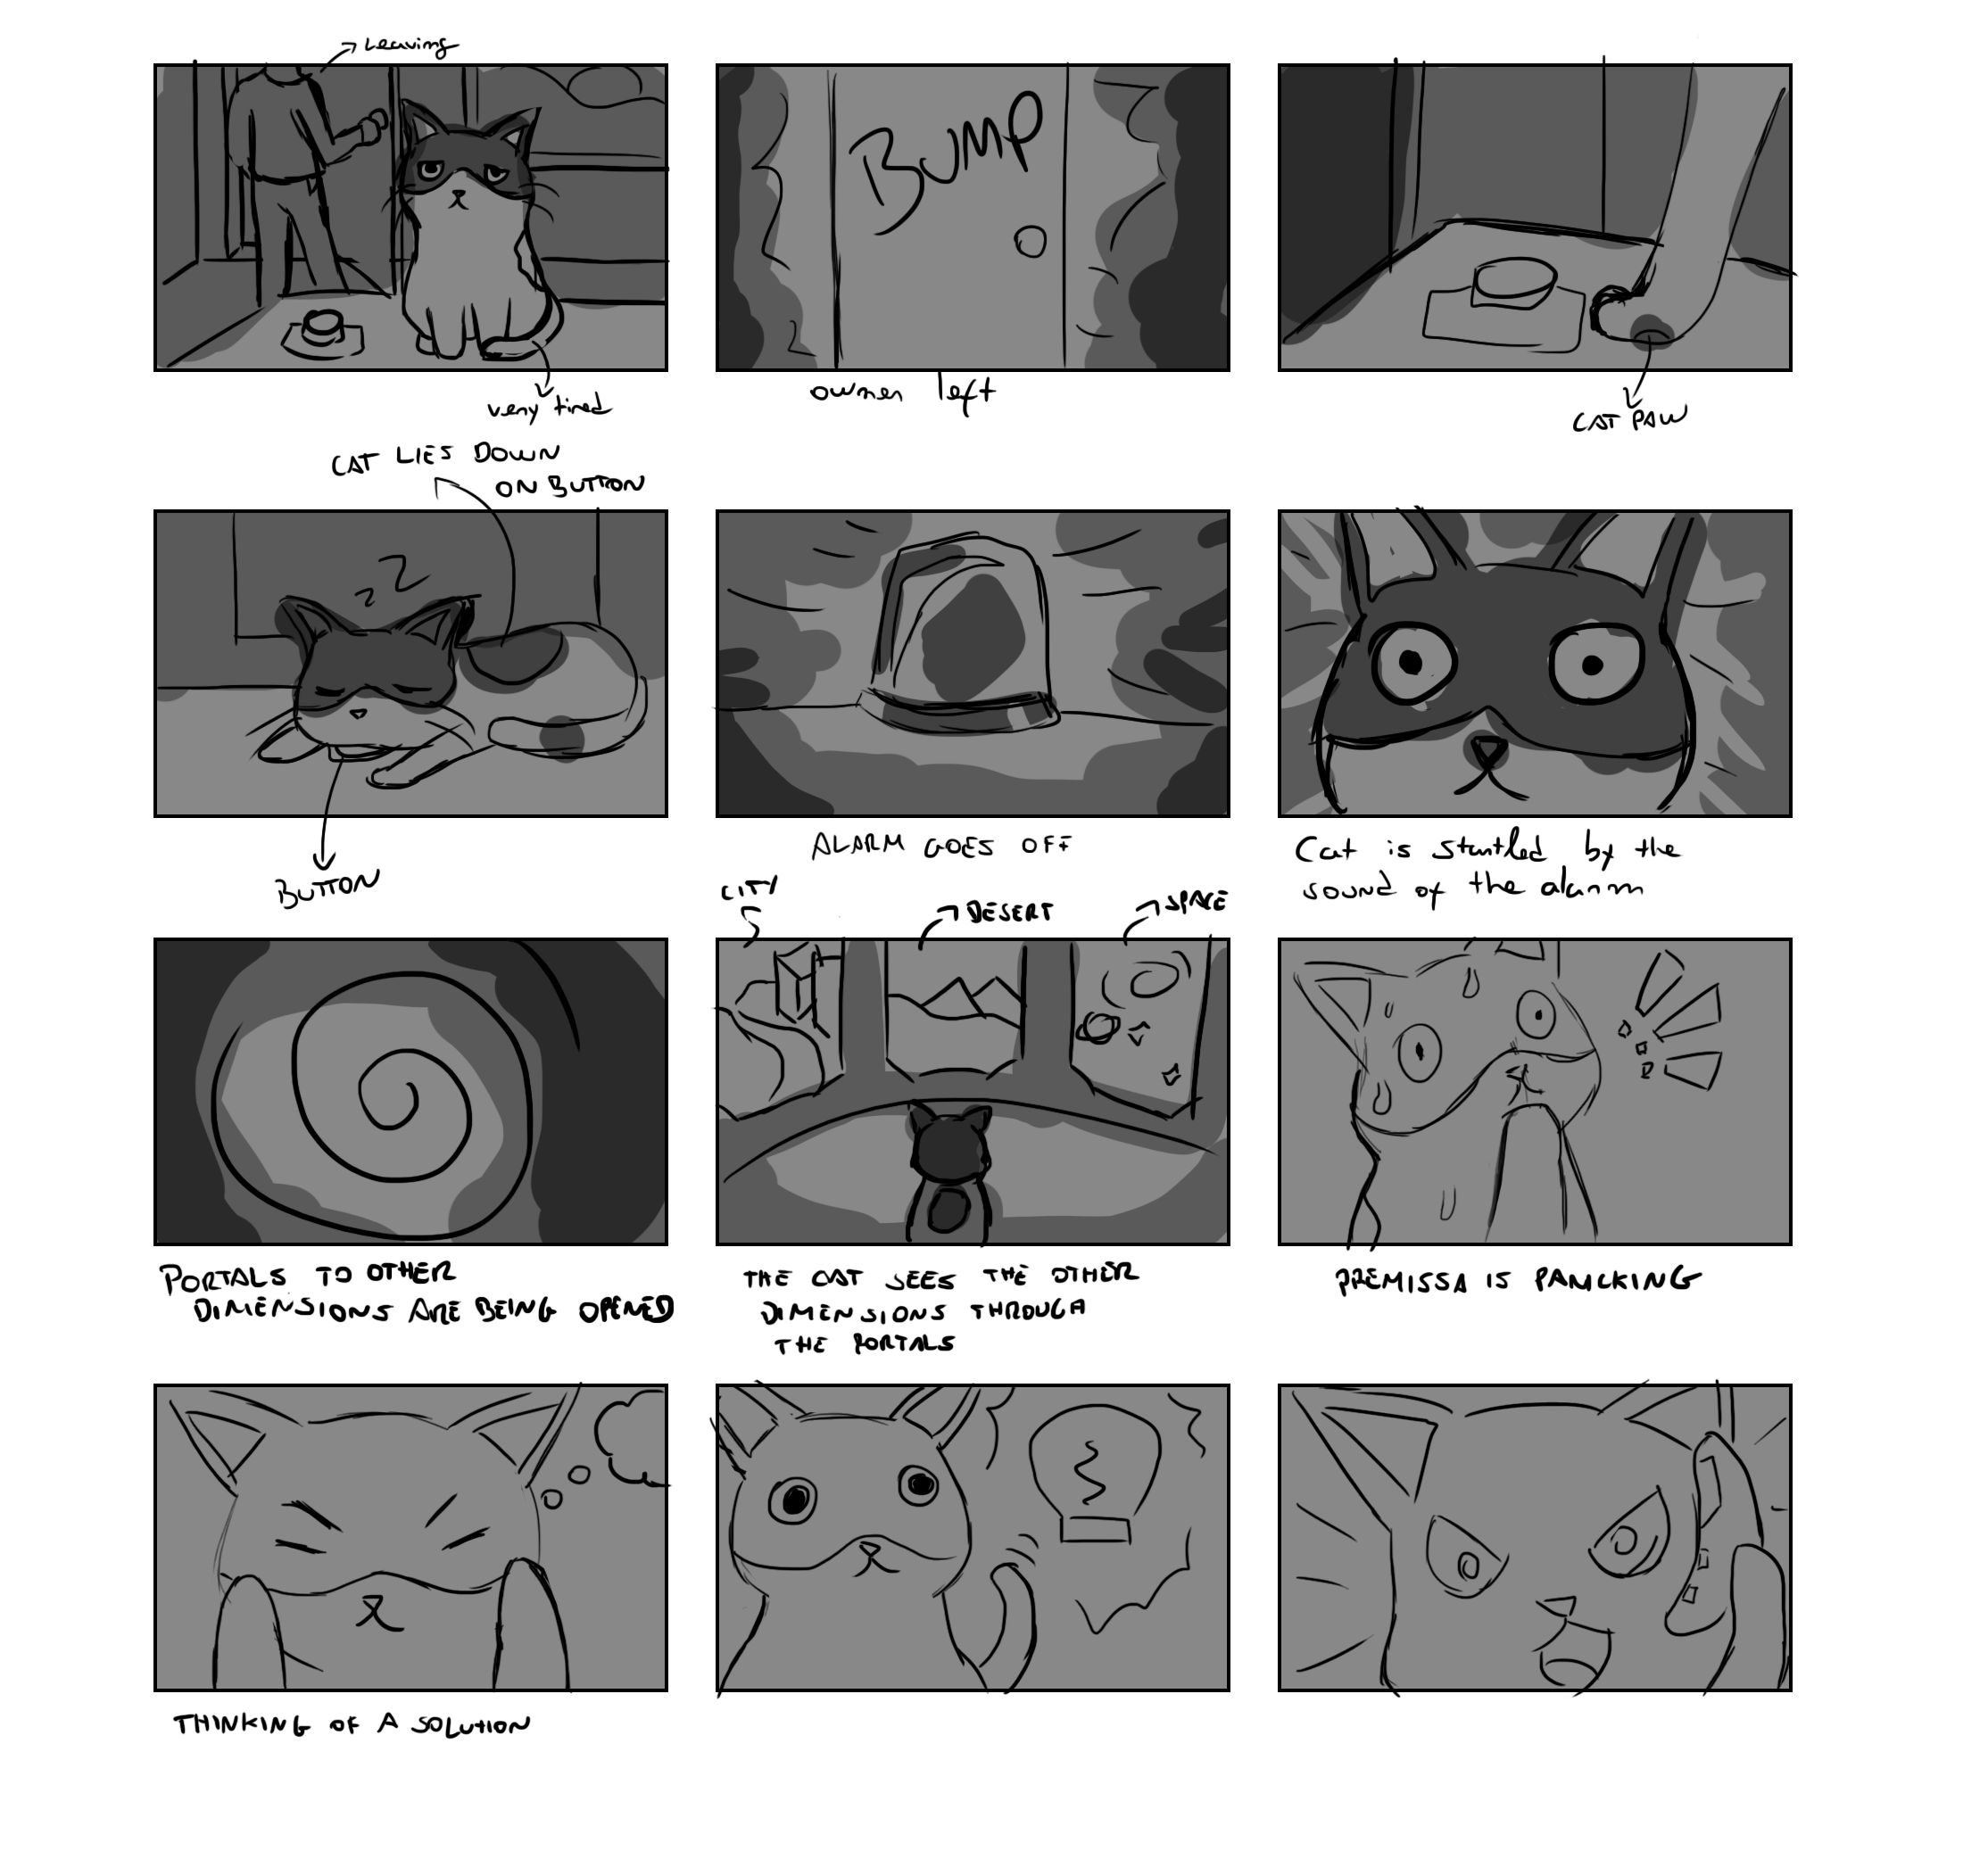 Leaving
BUMP
very tired
owner left
CAT PAW
CAT LIES DOWN
ON BUTTON
Z
Z
BUTTON
ALARM GOES OFF
Cat is startled by the
sound of the alarm
CITY
DESERT
SPACE
PORTALS TO OTHER
DIMENSIONS ARE BEING OPENED
THE CAT SEES THE OTHER
DIMENSIONS THROUGH
THE PORTALS
PREMISSA IS PANICKING
THINKING OF A SOLUTION